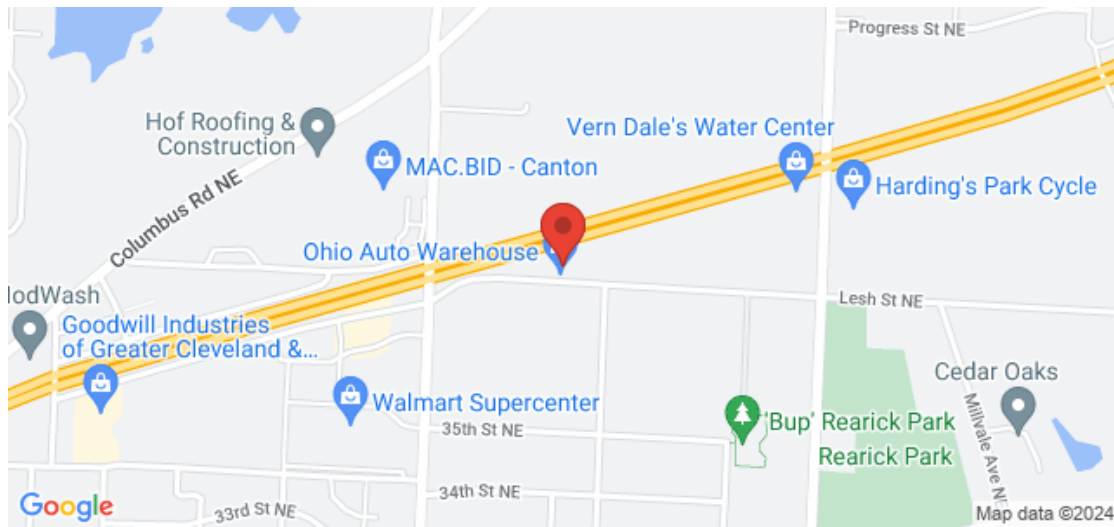 Progress St NE
Hof Roofing &
Construction
Vern Dale's Water Center
MAC.BID - Canton
Harding's Park Cycle
Columbus Rd NE
Ohio Auto Warehouse
Lesh St NE
Goodwill Industries
of Greater Cleveland &...
Cedar Oaks
Walmart Supercenter
'Bup' Rearick Park
Rearick Park
35th St NE
Millvale Ave NE
34th St NE
33rd St NE
Google
Map data ©2024